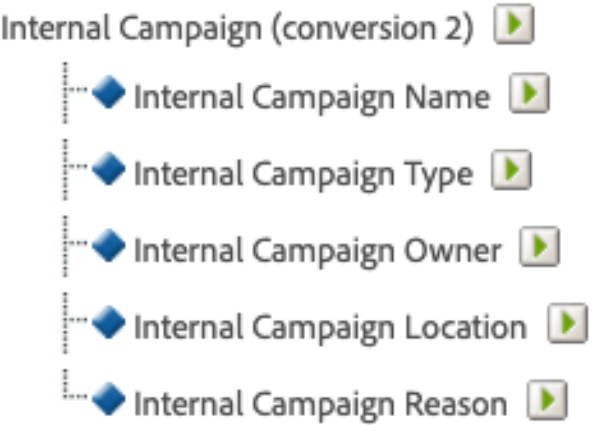 Internal Campaign (conversion 2)
Internal Campaign Name
Internal Campaign Type
Internal Campaign Owner
Internal Campaign Location
Internal Campaign Reason